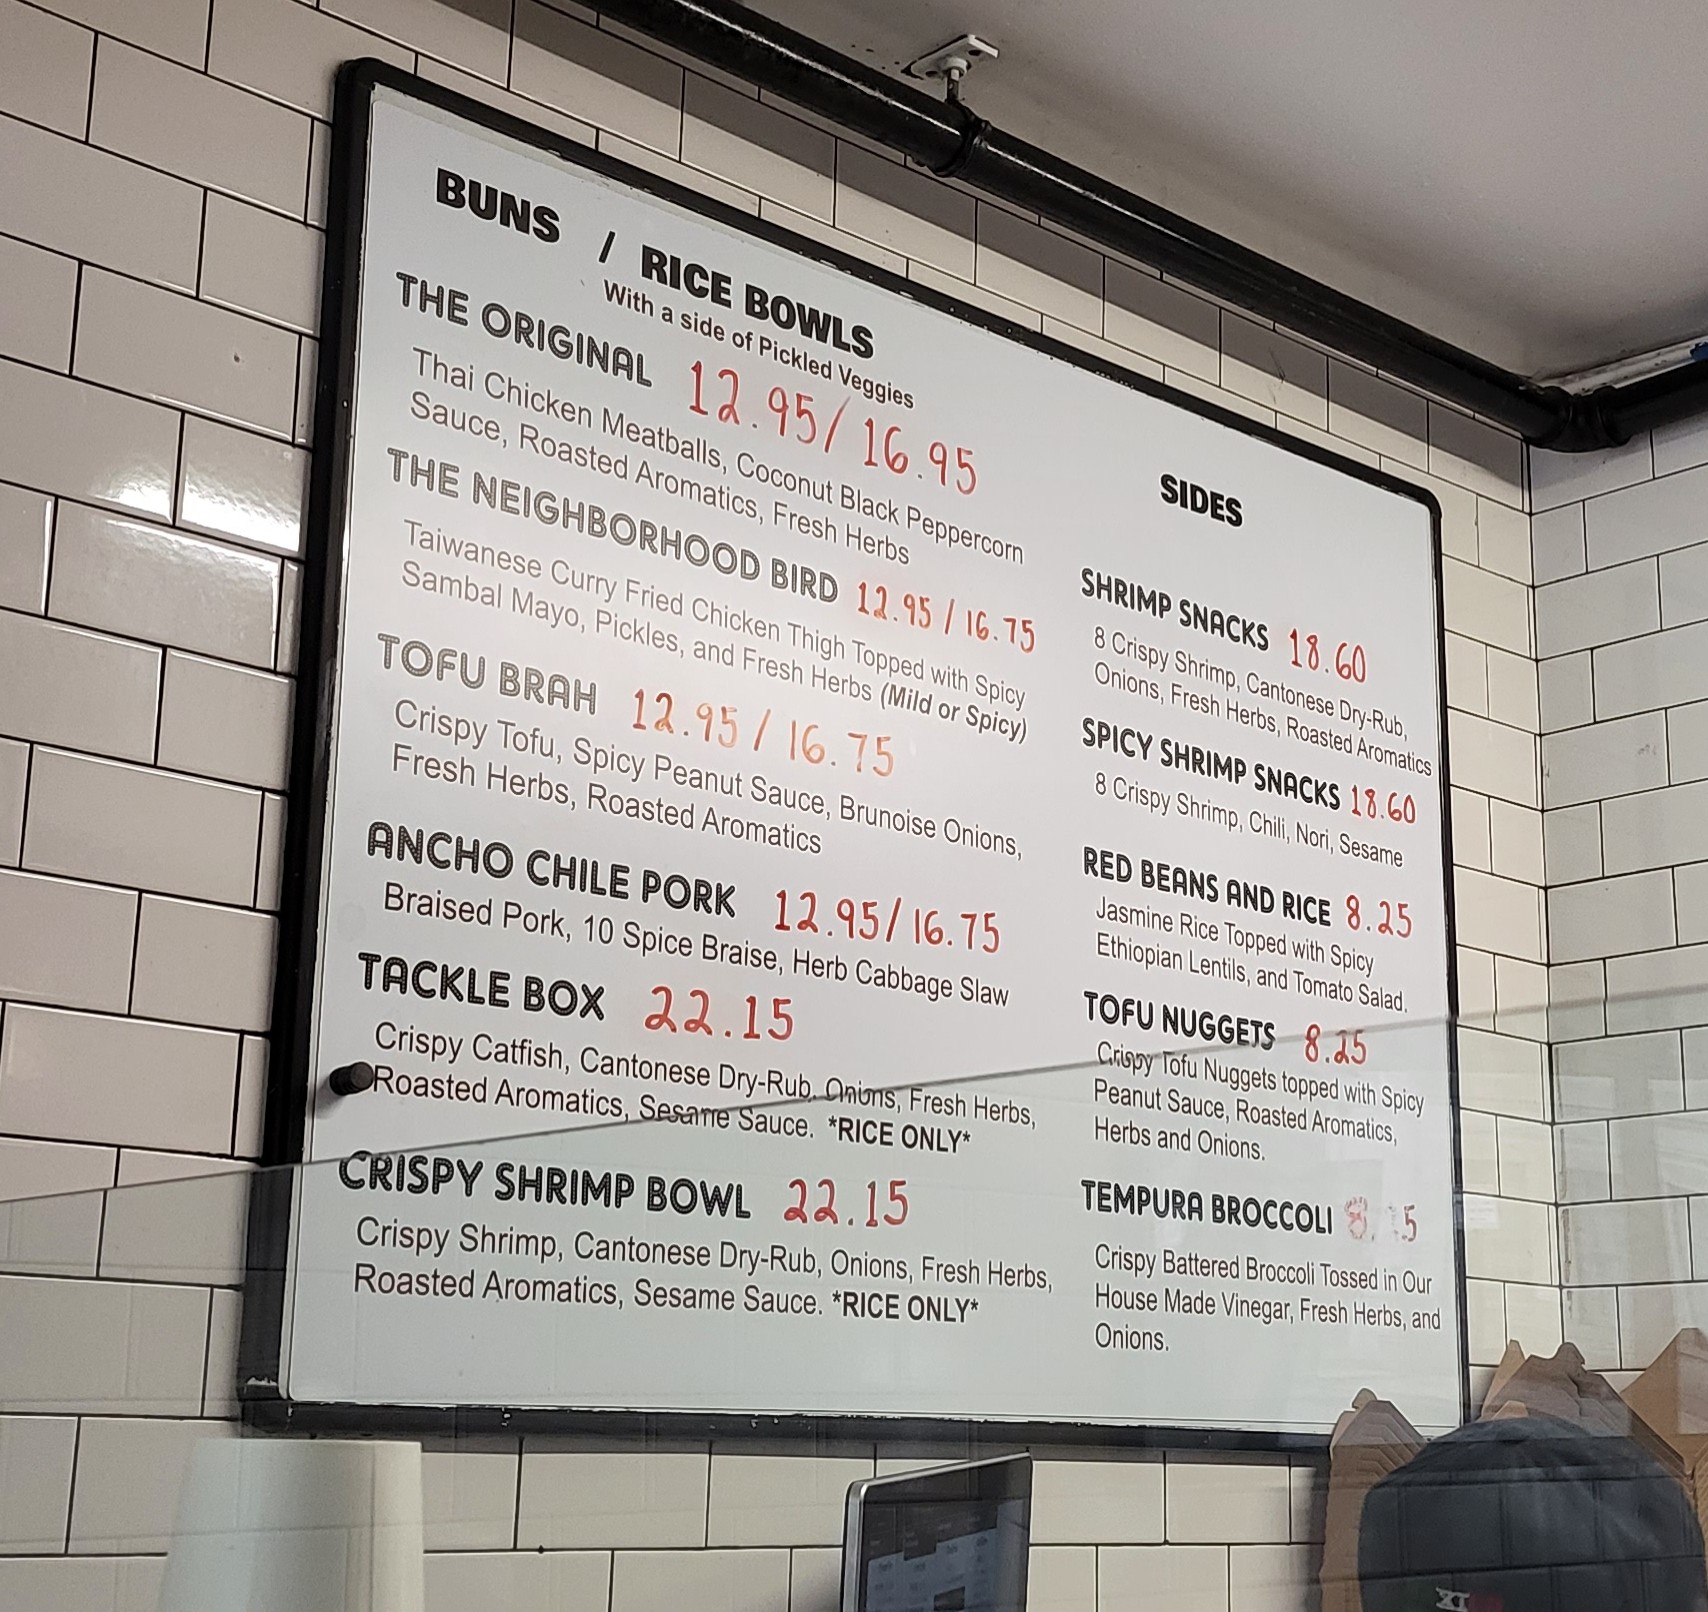 BUNS / RICE BOWLS
With a side of Pickled Veggies
THE ORIGINAL 12.95/16.95
Thai Chicken Meatballs, Coconut Black Peppercorn
Sauce, Roasted Aromatics, Fresh Herbs
THE NEIGHBORHOOD BIRD 12.95/16.75
Taiwanese Curry Fried Chicken Thigh Topped with Spicy
Sambal Mayo, Pickles, and Fresh Herbs (Mild or Spicy)
TOFU BRAH 12.95/16.75
Crispy Tofu, Spicy Peanut Sauce, Brunoise Onions,
Fresh Herbs, Roasted Aromatics
ANCHO CHILE PORK 12.95/16.75
Braised Pork, 10 Spice Braise, Herb Cabbage Slaw
TACKLE BOX 22.15
Crispy Catfish, Cantonese Dry-Rub, Onions, Fresh Herbs,
Roasted Aromatics, Sesame Sauce. *RICE ONLY*
CRISPY SHRIMP BOWL 22.15
Crispy Shrimp, Cantonese Dry-Rub, Onions, Fresh Herbs,
Roasted Aromatics, Sesame Sauce. *RICE ONLY*
SIDES
SHRIMP SNACKS 18.60
8 Crispy Shrimp, Cantonese Dry-Rub,
Onions, Fresh Herbs, Roasted Aromatics
SPICY SHRIMP SNACKS 18.60
8 Crispy Shrimp, Chili, Nori, Sesame
RED BEANS AND RICE 8.25
Jasmine Rice Topped with Spicy
Ethiopian Lentils, and Tomato Salad.
TOFU NUGGETS 8.25
Crispy Tofu Nuggets topped with Spicy
Peanut Sauce, Roasted Aromatics,
Herbs and Onions.
TEMPURA BROCCOLI
Crispy Battered Broccoli Tossed in Our
House Made Vinegar, Fresh Herbs, and
Onions.